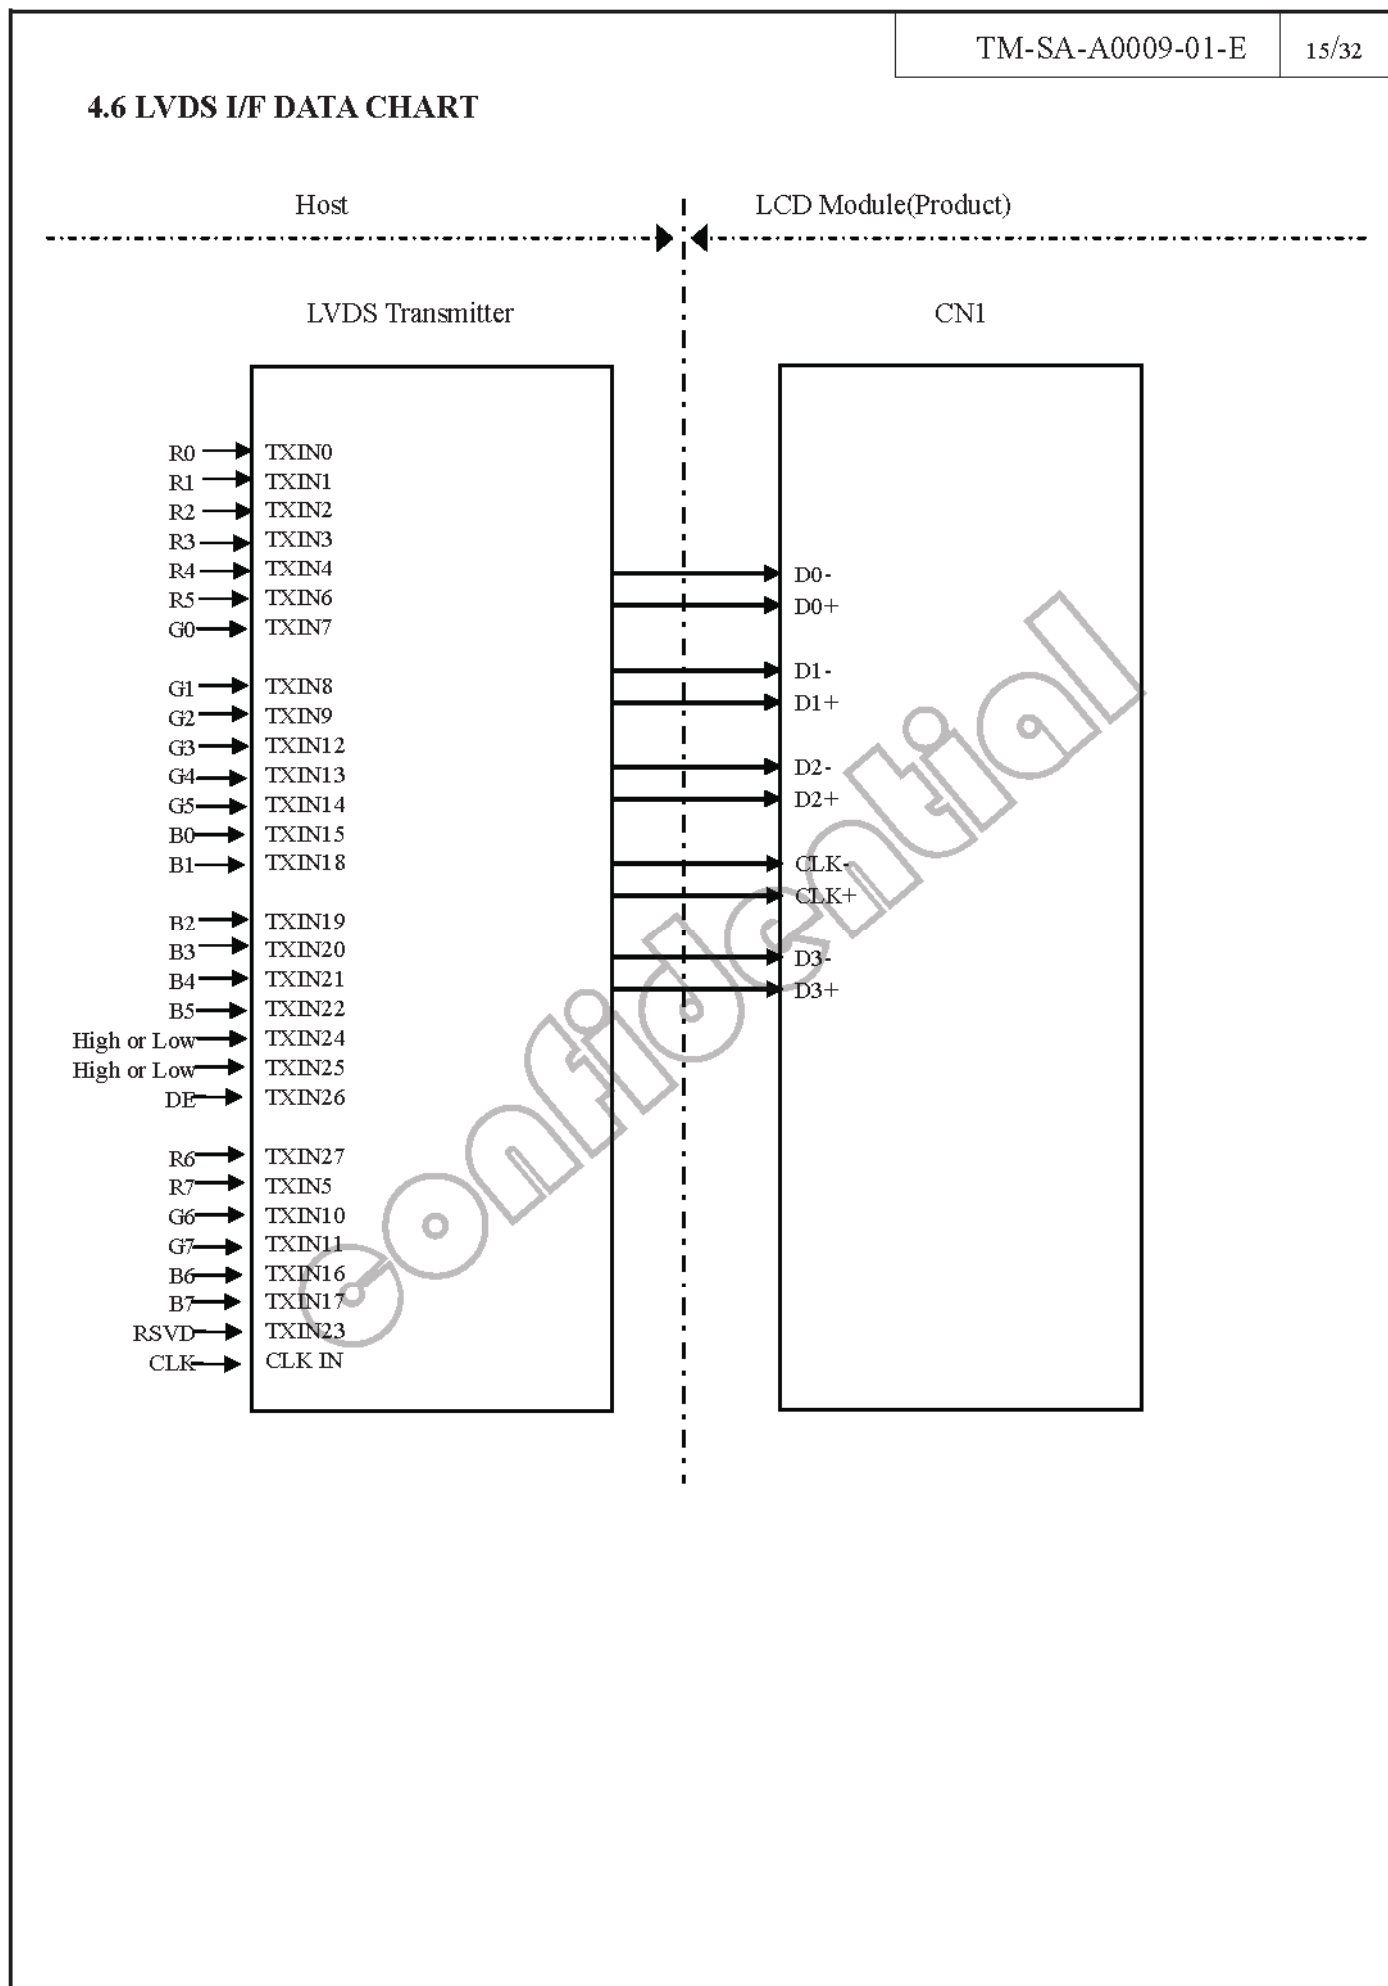 TM-SA-A0009-01-E 15/32
4.6 LVDS I/F DATA CHART
Host LCD Module(Product)
LVDS Transmitter CN1
R0 TXIN0
R1 TXIN1
R2 TXIN2
R3 TXIN3
R4 TXIN4 D0-
R5 TXIN6 D0+
G0 TXIN7
D1-
G1 TXIN8 D1+
G2 TXIN9
G3 TXIN12
G4 TXIN13 D2-
G5 TXIN14 D2+
B0 TXIN15
B1 TXIN18 CLK-
CLK+
B2 TXIN19
B3 TXIN20 D3-
B4 TXIN21 D3+
B5 TXIN22
High or Low TXIN24
High or Low TXIN25
DE TXIN26
R6 TXIN27
R7 TXIN5
G6 TXIN10
G7 TXIN11
B6 TXIN16
B7 TXIN17
RSVD TXIN23
CLK CLK IN
confidential